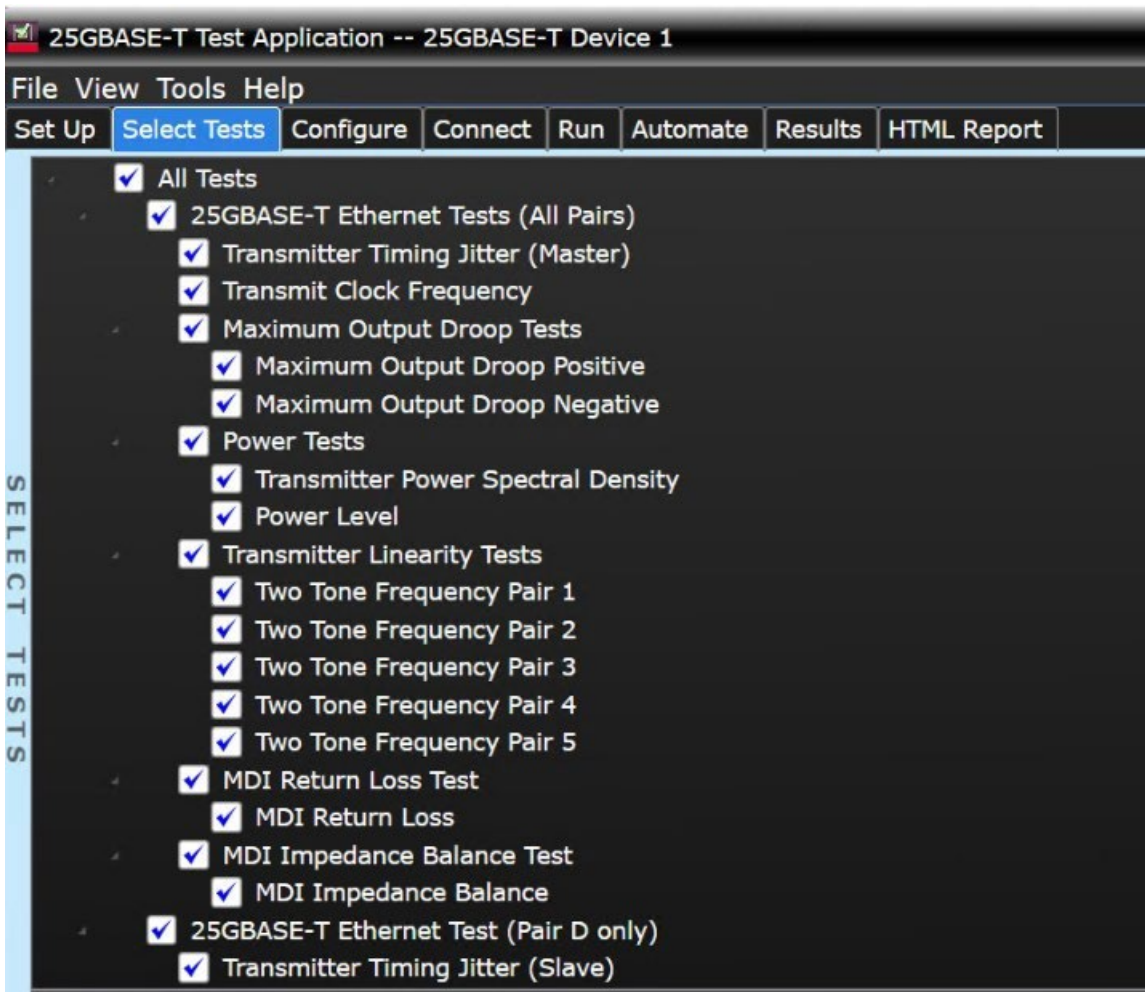 25GBASE-T Test Application -- 25GBASE-T Device 1
File View Tools Help
Set Up Select Tests Configure Connect Run Automate Results HTML Report
SELECT TESTS
All Tests
25GBASE-T Ethernet Tests (All Pairs)
Transmitter Timing Jitter (Master)
Transmit Clock Frequency
Maximum Output Droop Tests
Maximum Output Droop Positive
Maximum Output Droop Negative
Power Tests
Transmitter Power Spectral Density
Power Level
Transmitter Linearity Tests
Two Tone Frequency Pair 1
Two Tone Frequency Pair 2
Two Tone Frequency Pair 3
Two Tone Frequency Pair 4
Two Tone Frequency Pair 5
MDI Return Loss Test
MDI Return Loss
MDI Impedance Balance Test
MDI Impedance Balance
25GBASE-T Ethernet Test (Pair D only)
Transmitter Timing Jitter (Slave)